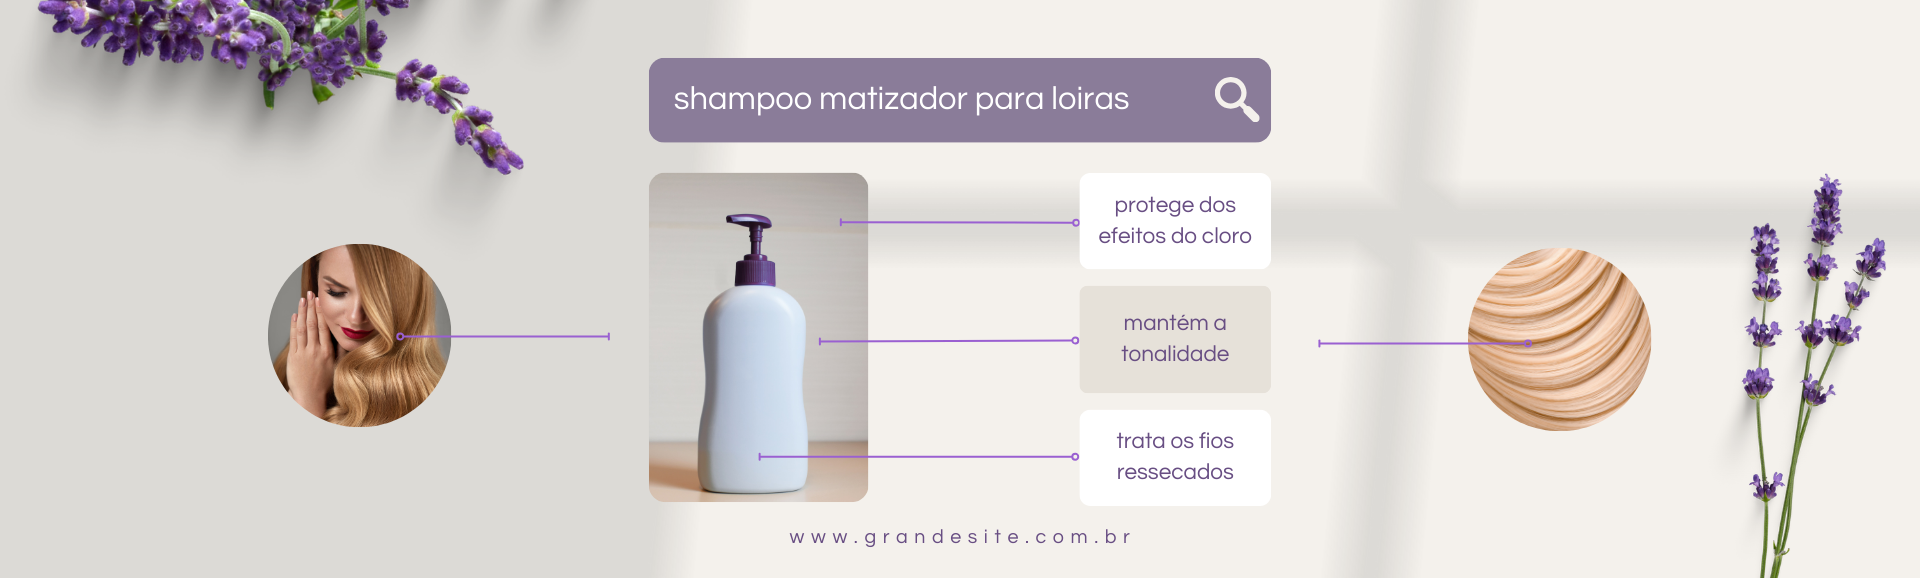 shampoo matizador para loiras
protege dos
efeitos do cloro
mantém a
tonalidade
trata os fios
ressecados
www.grandesite.com.br